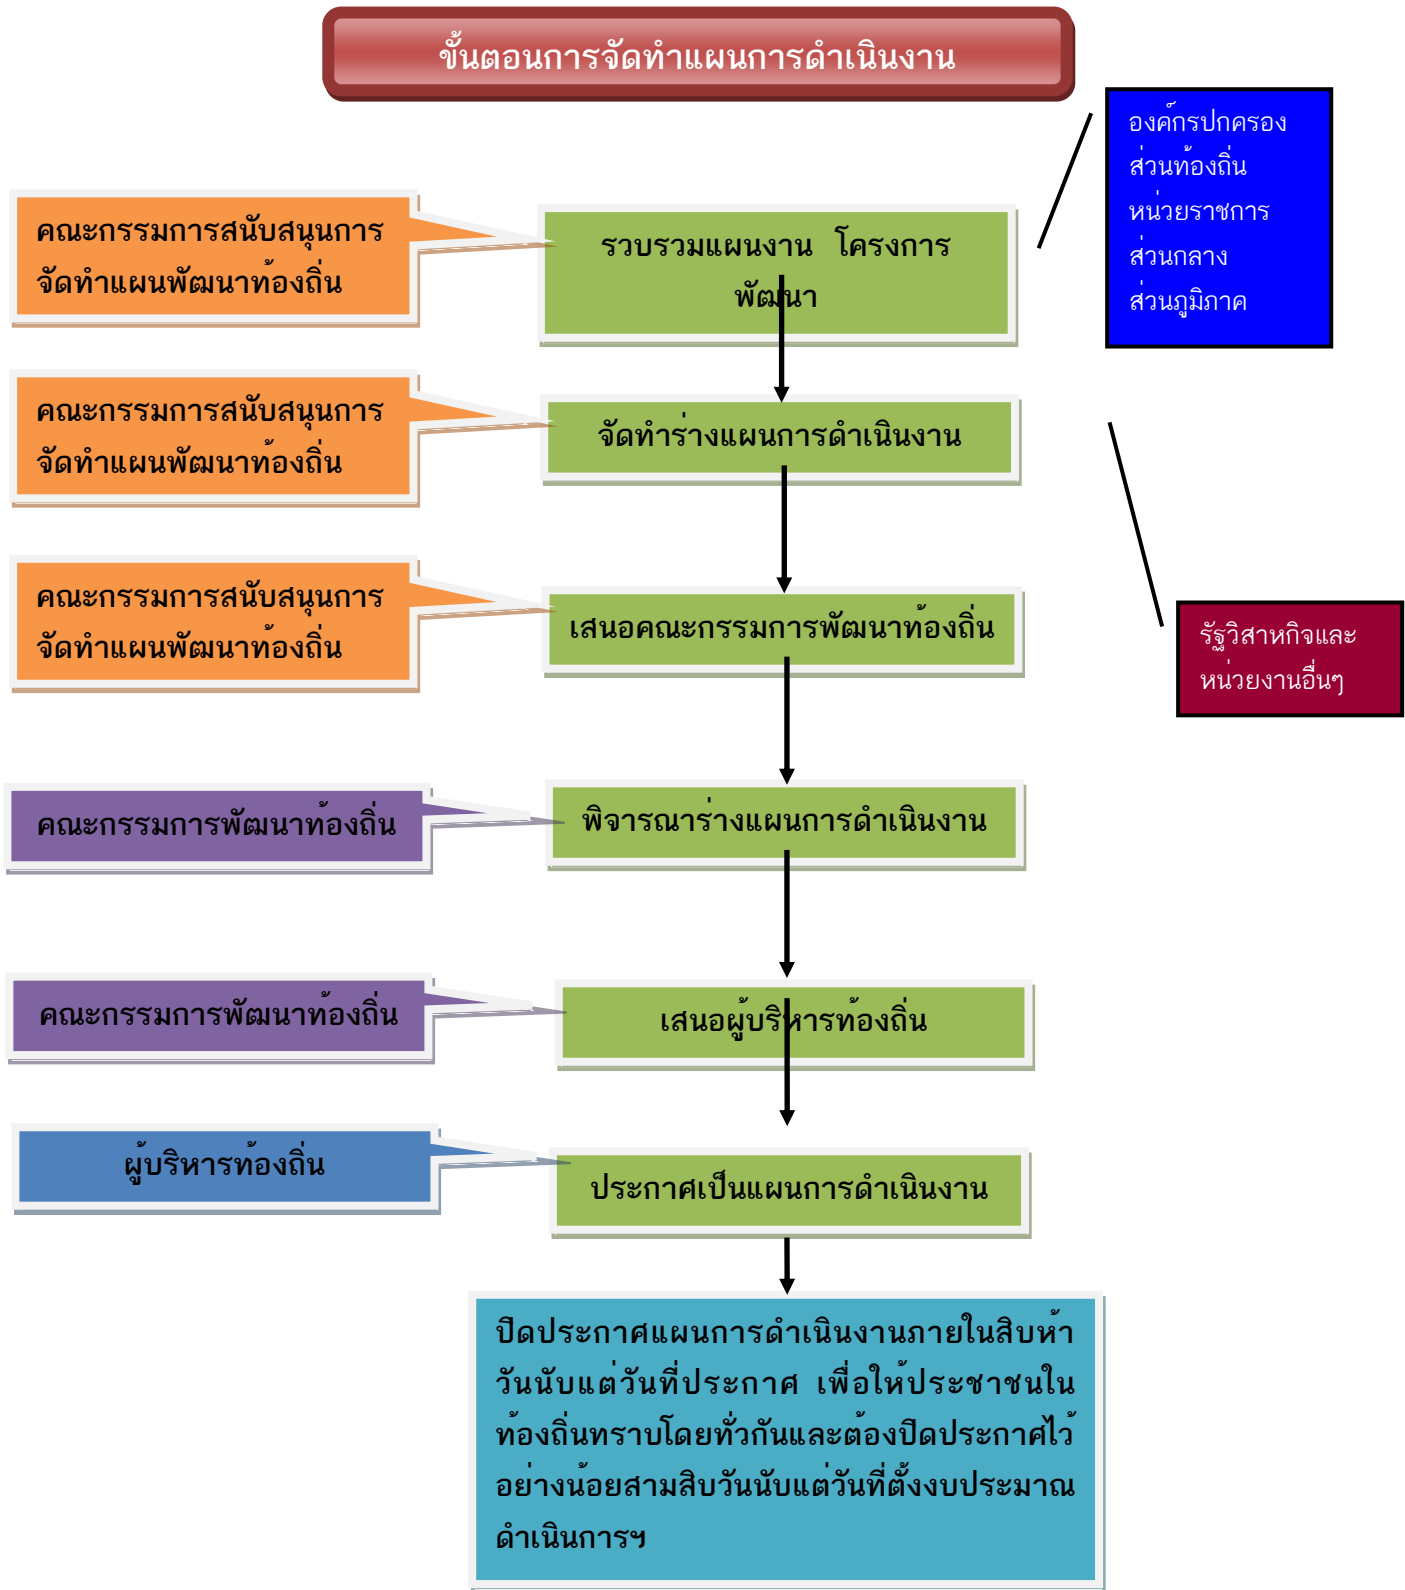 ขั้นตอนการจัดทำแผนการดำเนินงาน
องค์กรปกครอง
ส่วนท้องถิ่น
หน่วยราชการ
ส่วนกลาง
ส่วนภูมิภาค
คณะกรรมการสนับสนุนการ
จัดทำแผนพัฒนาท้องถิ่น
รวบรวมแผนงาน โครงการ
พัฒนา
คณะกรรมการสนับสนุนการ
จัดทำแผนพัฒนาท้องถิ่น
จัดทำร่างแผนการดำเนินงาน
คณะกรรมการสนับสนุนการ
จัดทำแผนพัฒนาท้องถิ่น
เสนอคณะกรรมการพัฒนาท้องถิ่น
รัฐวิสาหกิจและ
หน่วยงานอื่นๆ
คณะกรรมการพัฒนาท้องถิ่น
พิจารณาร่างแผนการดำเนินงาน
คณะกรรมการพัฒนาท้องถิ่น
เสนอผู้บริหารท้องถิ่น
ผู้บริหารท้องถิ่น
ประกาศเป็นแผนการดำเนินงาน
ปิดประกาศแผนการดำเนินงานภายในสิบห้า
วันนับแต่วันที่ประกาศ เพื่อให้ประชาชนใน
ท้องถิ่นทราบโดยทั่วกันและต้องปิดประกาศไว้
อย่างน้อยสามสิบวันนับแต่วันที่ตั้งงบประมาณ
ดำเนินการฯ